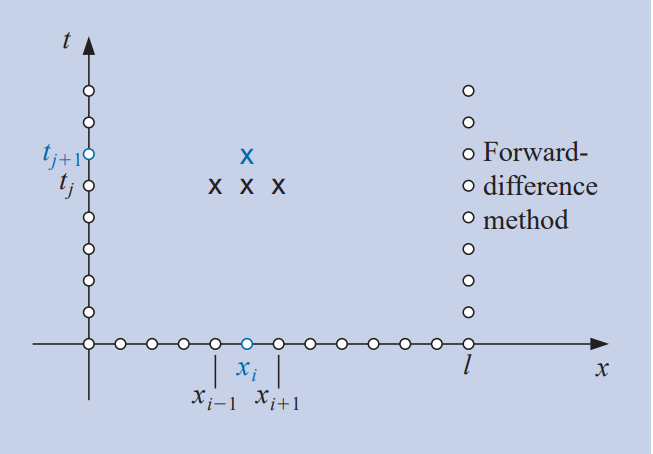 t
t_{j+1}
t_j
x
x x x
Forward-
difference
method
x_i
l
x
x_{i-1} x_{i+1}